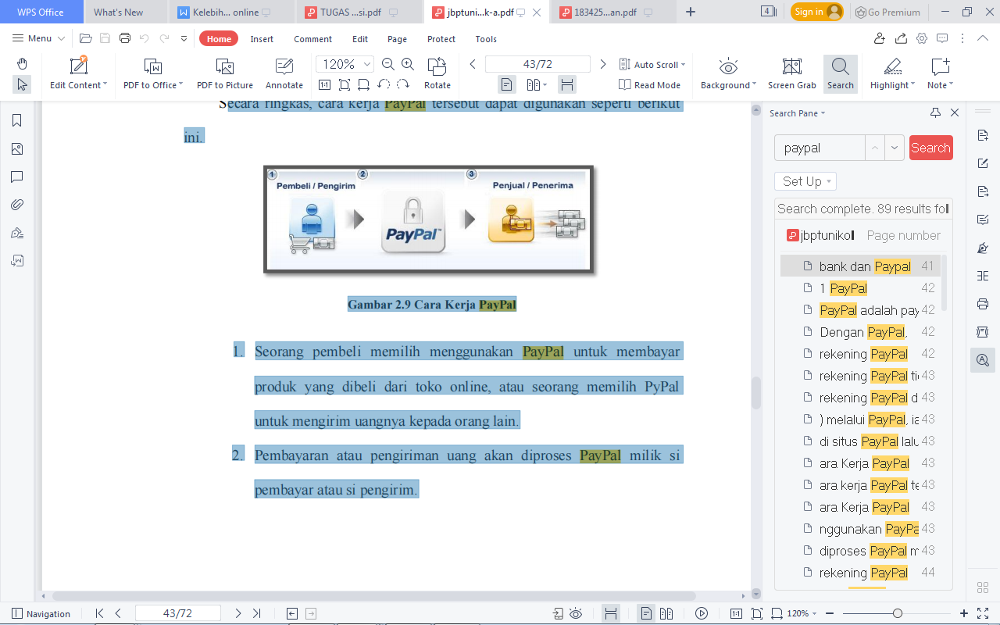 WPS Office
What's New
Kelebih... online
TUGAS ...si.pdf
jbptuni...k-a.pdf
183425...an.pdf
4
Sign in
Go Premium
Menu
Home
Insert
Comment
Edit
Page
Protect
Tools
Edit Content
PDF to Office
PDF to Picture
Annotate
120%
Rotate
43/72
Auto Scroll
Read Mode
Background
Screen Grab
Search
Highlight
Note
Secara ringkas, cara kerja PayPal tersebut dapat digunakan seperti berikut
ini.
1 2 3
Pembeli / Pengirim
Penjual / Penerima
PayPal™
Gambar 2.9 Cara Kerja PayPal
1. Seorang pembeli memilih menggunakan PayPal untuk membayar
produk yang dibeli dari toko online, atau seorang memilih PyPal
untuk mengirim uangnya kepada orang lain.
2. Pembayaran atau pengiriman uang akan diproses PayPal milik si
pembayar atau si pengirim.
Search Pane
paypal
Search
Set Up
Search complete. 89 results fo
jbptunikol Page number
bank dan Paypal 41
1 PayPal 42
PayPal adalah pay 42
Dengan PayPal, 42
rekening PayPal 42
rekening PayPal ti 43
rekening PayPal d 43
) melalui PayPal, ia 43
di situs PayPal lalu 43
ara Kerja PayPal 43
ara kerja PayPal te 43
ara Kerja PayPal 43
nggunakan PayPa 43
diproses PayPal m 43
rekening PayPal 44
Navigation
43/72
120%